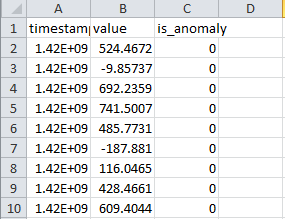 A B C D
1 timestamp value is_anomaly
2 1.42E+09 524.4672 0
3 1.42E+09 -9.85737 0
4 1.42E+09 692.2359 0
5 1.42E+09 741.5007 0
6 1.42E+09 485.7731 0
7 1.42E+09 -187.881 0
8 1.42E+09 116.0465 0
9 1.42E+09 428.4661 0
10 1.42E+09 609.4044 0